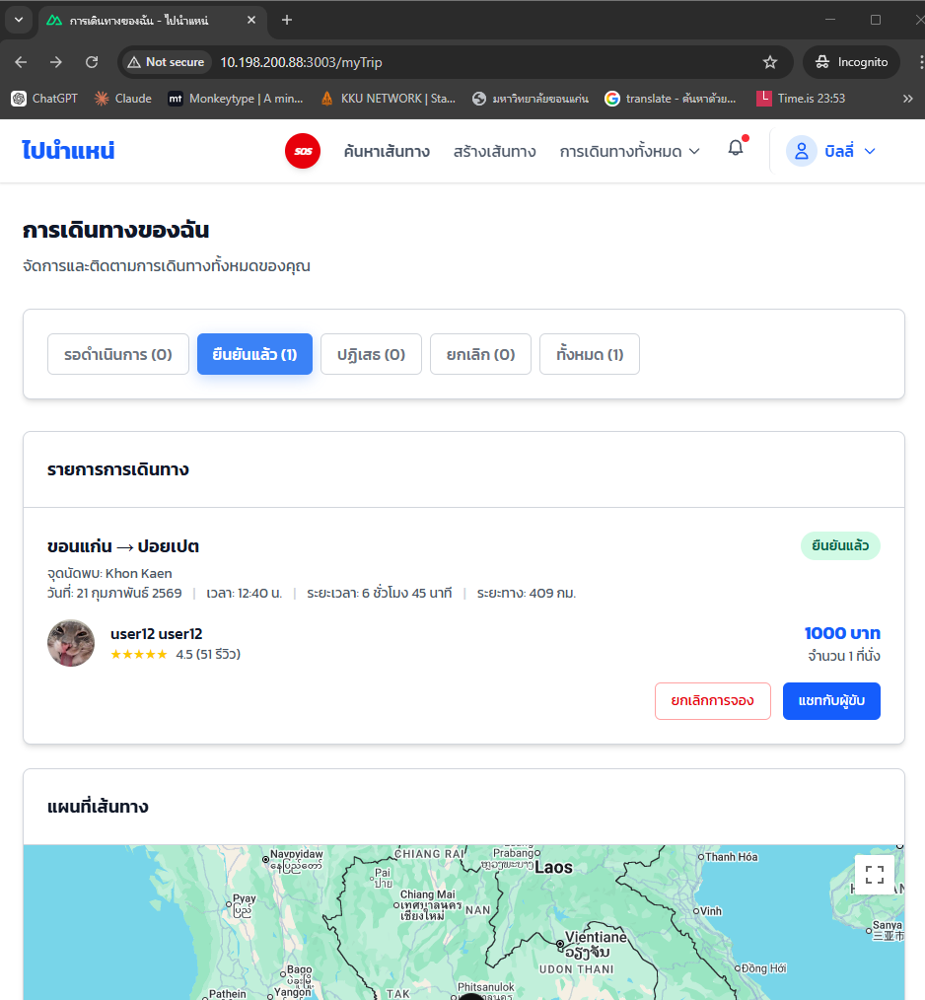 การเดินทางของฉัน - ไปนำแหน่
Not secure 10.198.200.88:3003/myTrip Incognito
ChatGPT Claude Monkeytype | A min... KKU NETWORK | Sta... มหาวิทยาลัยขอนแก่น translate - ค้นหาด้วย... Time.is 23:53
ไปนำแหน่ SOS ค้นหาเส้นทาง สร้างเส้นทาง การเดินทางทั้งหมด บิลลี่
การเดินทางของฉัน
จัดการและติดตามการเดินทางทั้งหมดของคุณ
รอดำเนินการ (0) ยืนยันแล้ว (1) ปฏิเสธ (0) ยกเลิก (0) ทั้งหมด (1)
รายการการเดินทาง
ขอนแก่น → ปอยเปต ยืนยันแล้ว
จุดนัดพบ: Khon Kaen
วันที่: 21 กุมภาพันธ์ 2569 | เวลา: 12:40 น. | ระยะเวลา: 6 ชั่วโมง 45 นาที | ระยะทาง: 409 กม.
user12 user12 1000 บาท
★★★★★ 4.5 (51 รีวิว) จำนวน 1 ที่นั่ง
ยกเลิกการจอง แชทกับผู้ขับ
แผนที่เส้นทาง
Naypyidaw
နေပြည်တော်
CHIANG RAI
Prabang
ຫຼວງພະບາງ
Laos
Thanh Hóa
Pai
ปาย
Chiang Mai
เทศบาลนคร
เชียงใหม่
NAN
Pyay
ပြည်
Vinh
Sanya
三亚市
Vientiane
ວຽງຈັນ
UDON THANI
Đồng Hới
Bago
ပဲခူးမြို့
Yangon
Pathein
TAK
Phitsanulok